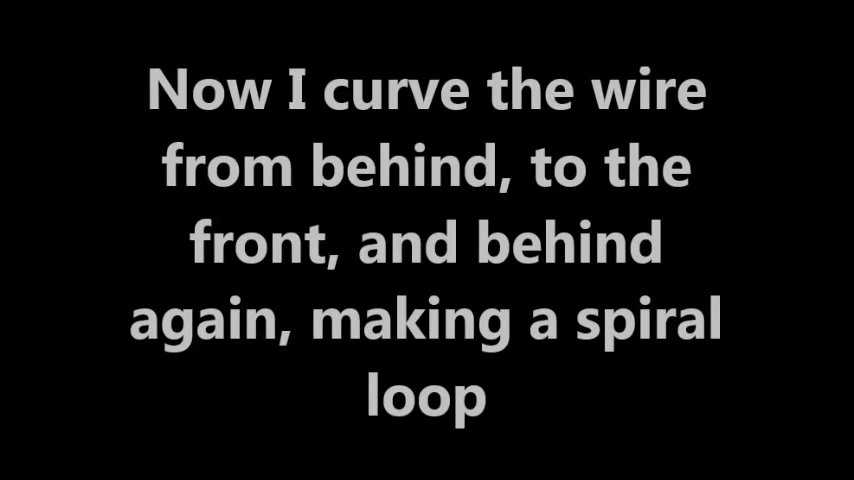 Now I curve the wire
from behind, to the
front, and behind
again, making a spiral
loop